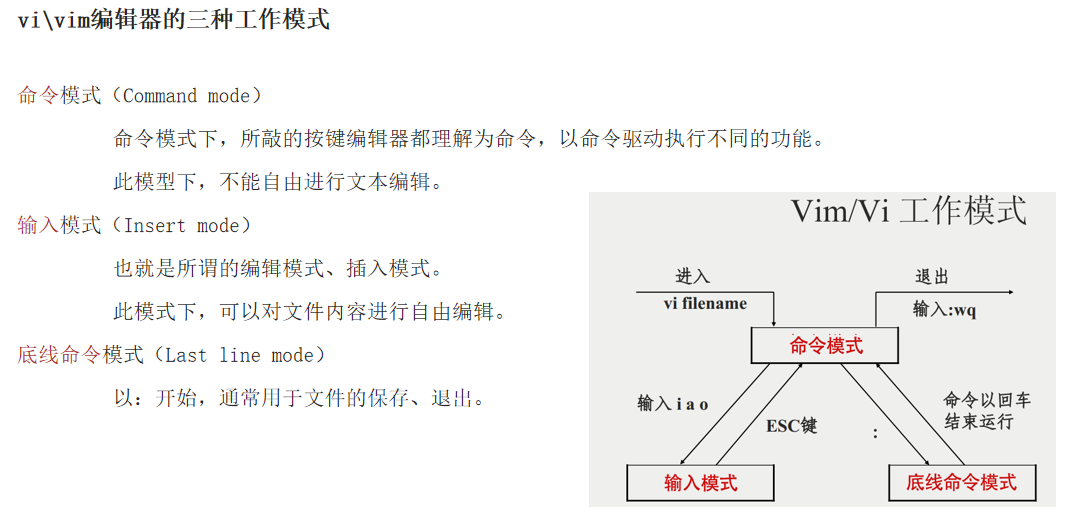 vi\vim编辑器的三种工作模式
命令模式（Command mode）
命令模式下，所敲的按键编辑器都理解为命令，以命令驱动执行不同的功能。
此模型下，不能自由进行文本编辑。
输入模式（Insert mode）
也就是所谓的编辑模式、插入模式。
此模式下，可以对文件内容进行自由编辑。
底线命令模式（Last line mode）
以：开始，通常用于文件的保存、退出。
Vim/Vi 工作模式
进入
vi filename
退出
输入:wq
命令模式
输入 i a o
ESC键
:
命令以回车
结束运行
输入模式
底线命令模式